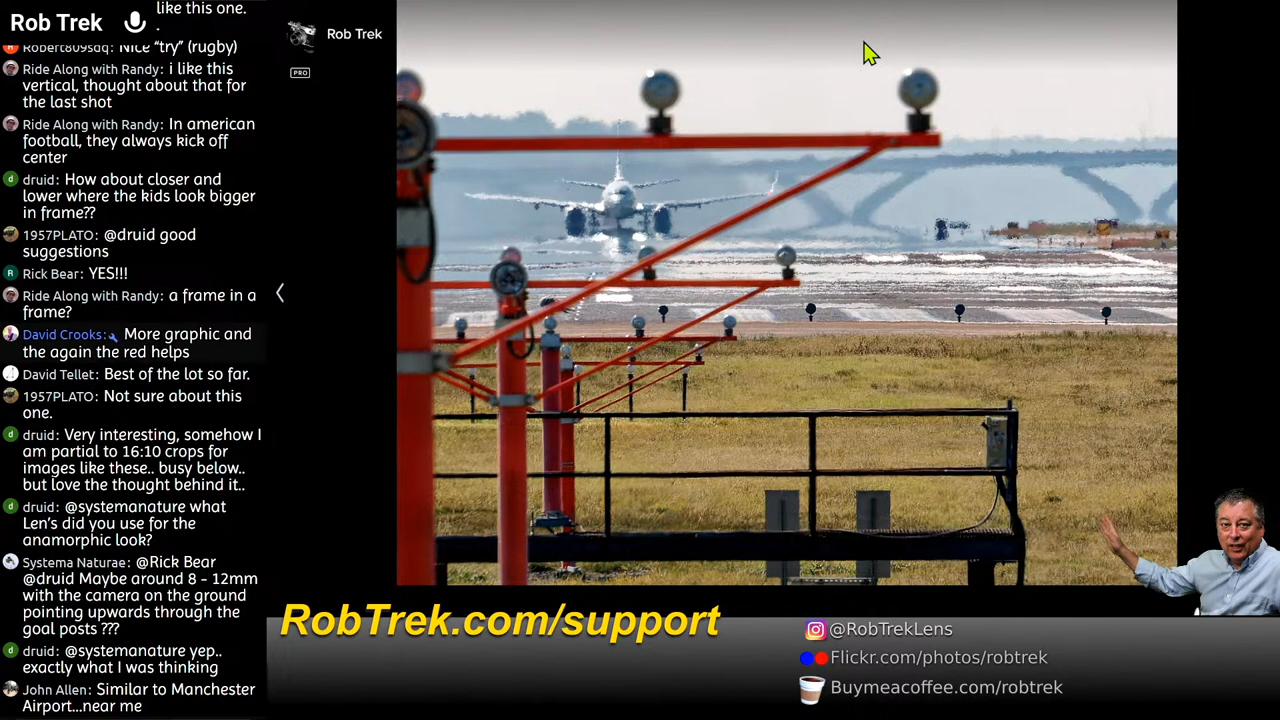 Rob Trek
like this one.
.
Robert809sdq: Nice “try” (rugby)
Ride Along with Randy: i like this
vertical, thought about that for
the last shot
Ride Along with Randy: In american
football, they always kick off
center
druid: How about closer and
lower where the kids look bigger
in frame??
1957PLATO: @druid good
suggestions
Rick Bear: YES!!!
Ride Along with Randy: a frame in a
frame?
David Crooks: More graphic and
the again the red helps
David Tellet: Best of the lot so far.
1957PLATO: Not sure about this
one.
druid: Very interesting, somehow I
am partial to 16:10 crops for
images like these.. busy below..
but love the thought behind it..
druid: @systemanature what
Len's did you use for the
anamorphic look?
Systema Naturae: @Rick Bear
@druid Maybe around 8 - 12mm
with the camera on the ground
pointing upwards through the
goal posts ???
druid: @systemanature yep..
exactly what I was thinking
John Allen: Similar to Manchester
Airport...near me
Rob Trek
PRO
RobTrek.com/support
@RobTrekLens
Flickr.com/photos/robtrek
Buymeacoffee.com/robtrek